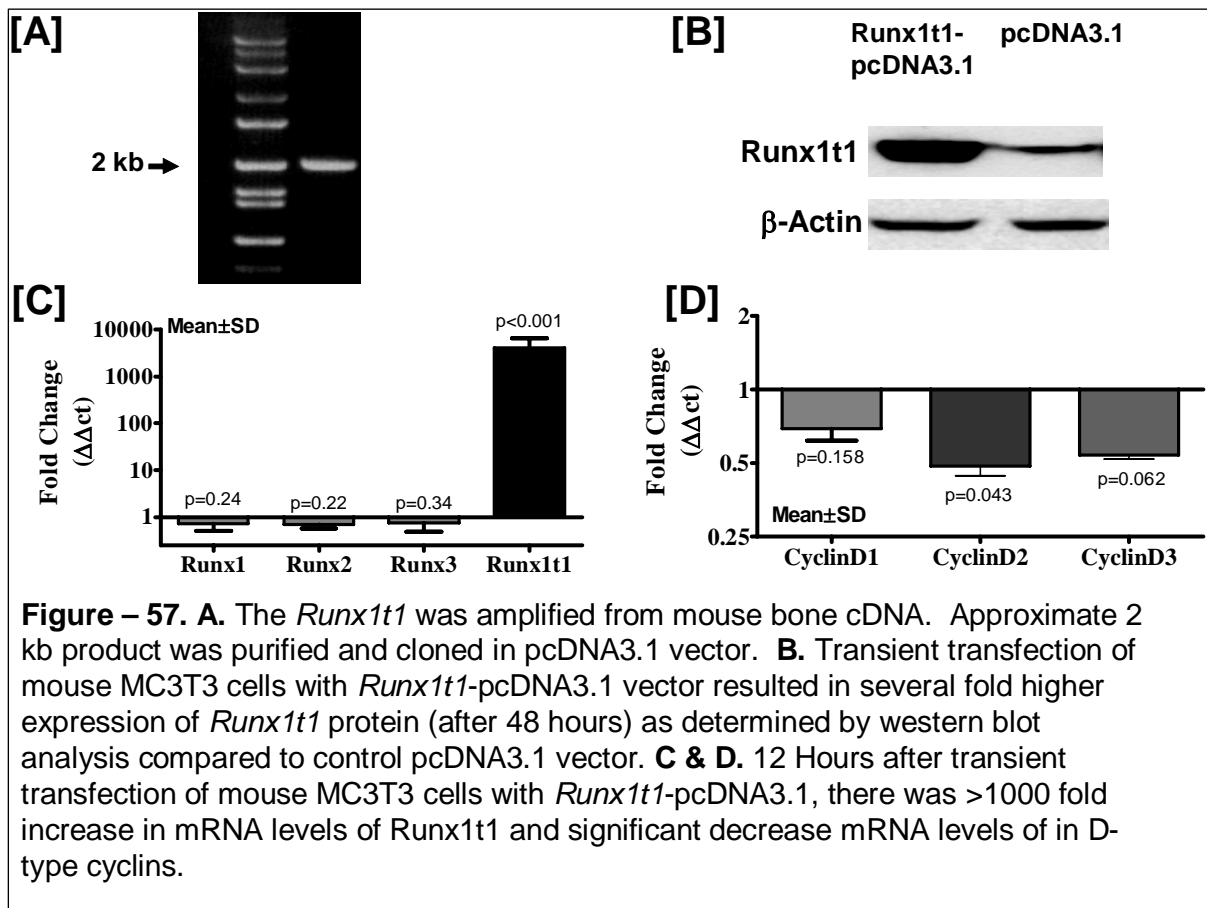 [A]
2 kb
[B]
Runx1t1-
pcDNA3.1
pcDNA3.1
Runx1t1
β-Actin
[C]
Mean±SD
Fold Change
(ΔΔct)
10000
1000
100
10
1
p=0.24
p=0.22
p=0.34
p<0.001
Runx1
Runx2
Runx3
Runx1t1
[D]
Fold Change
(ΔΔct)
2
1
0.5
0.25
p=0.158
p=0.043
p=0.062
Mean±SD
CyclinD1
CyclinD2
CyclinD3
Figure – 57. A. The Runx1t1 was amplified from mouse bone cDNA. Approximate 2
kb product was purified and cloned in pcDNA3.1 vector. B. Transient transfection of
mouse MC3T3 cells with Runx1t1-pcDNA3.1 vector resulted in several fold higher
expression of Runx1t1 protein (after 48 hours) as determined by western blot
analysis compared to control pcDNA3.1 vector. C & D. 12 Hours after transient
transfection of mouse MC3T3 cells with Runx1t1-pcDNA3.1, there was >1000 fold
increase in mRNA levels of Runx1t1 and significant decrease mRNA levels of in D-
type cyclins.